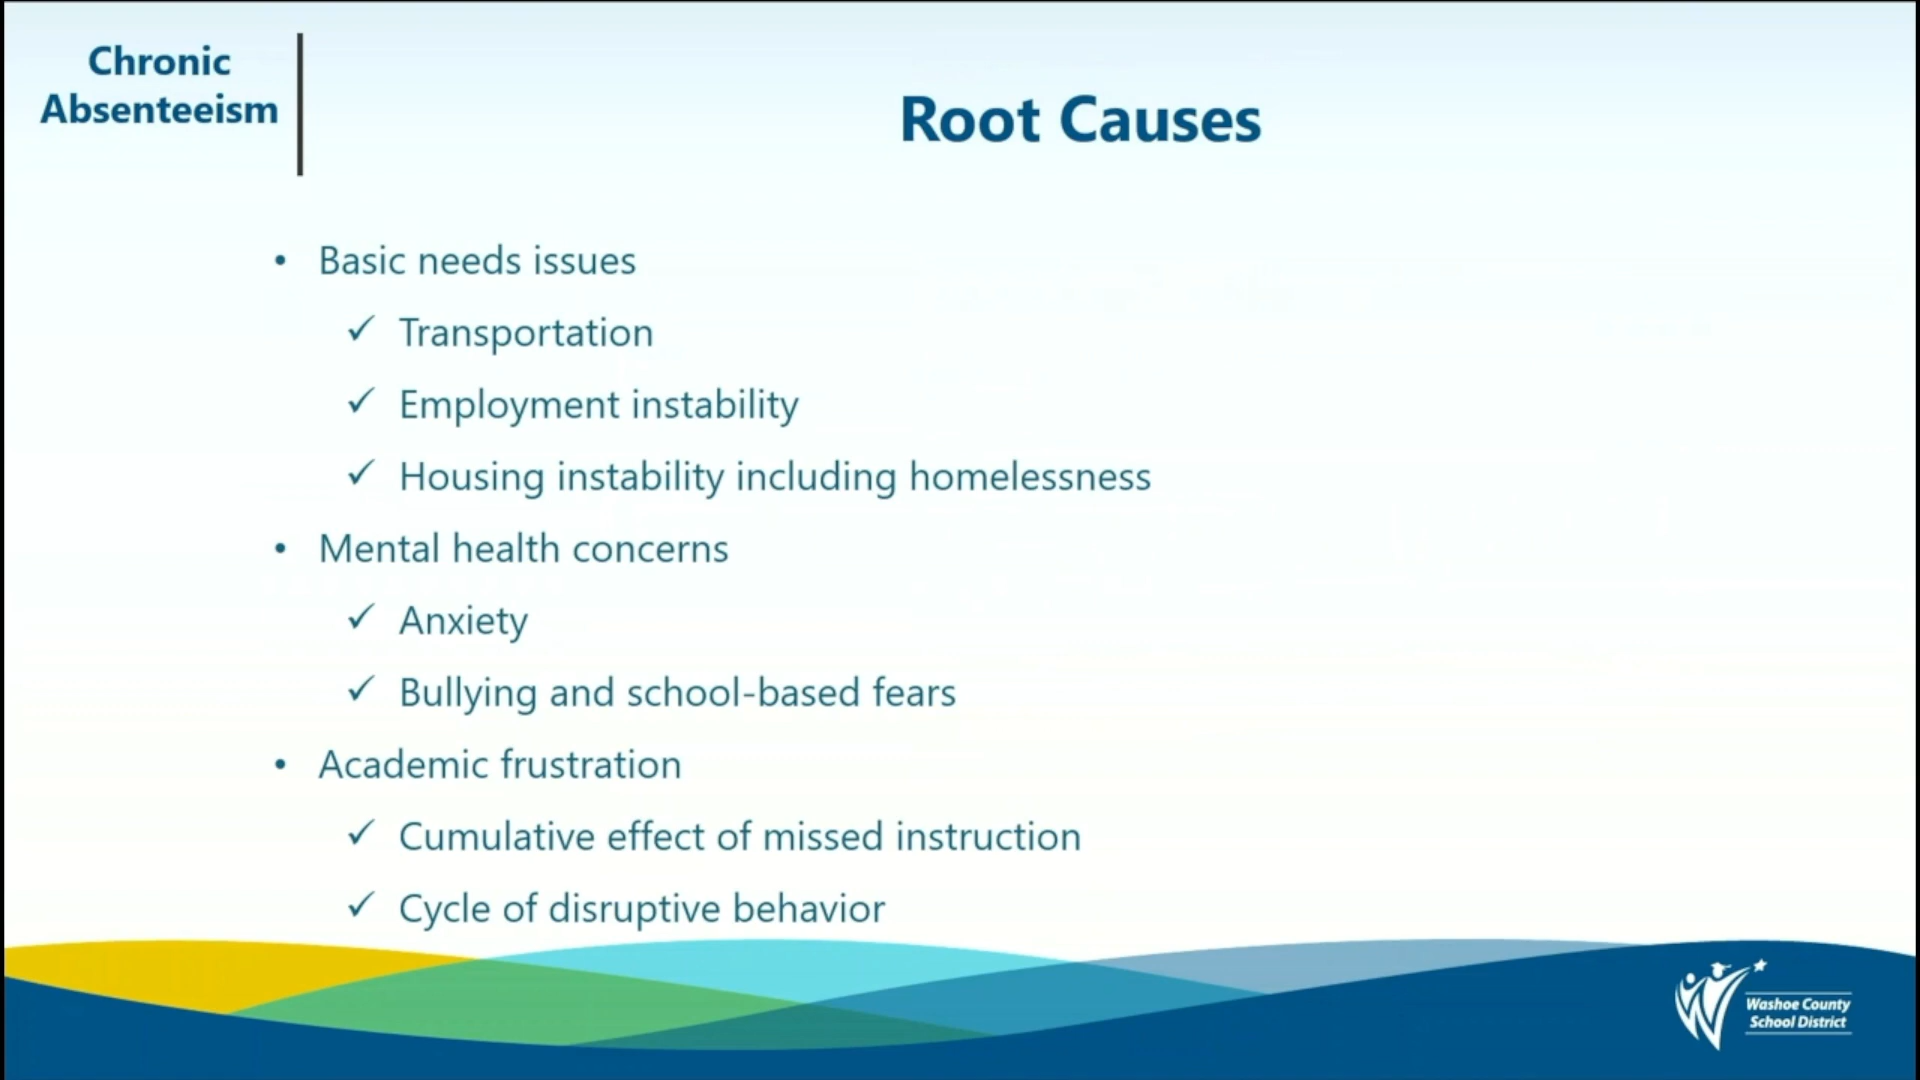 Chronic
Absenteeism
Root Causes
• Basic needs issues
✓ Transportation
✓ Employment instability
✓ Housing instability including homelessness
• Mental health concerns
✓ Anxiety
✓ Bullying and school-based fears
• Academic frustration
✓ Cumulative effect of missed instruction
✓ Cycle of disruptive behavior
Washoe County
School District